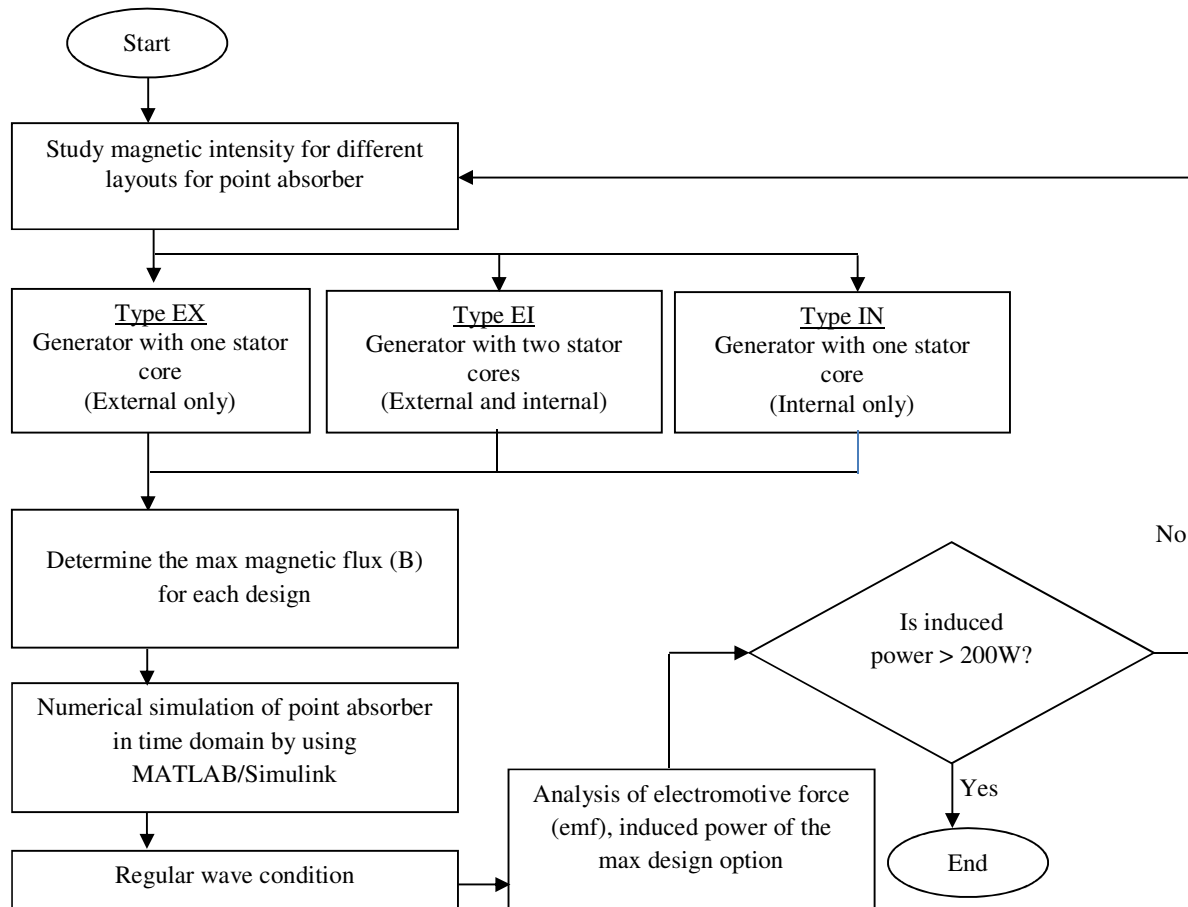 Start
Study magnetic intensity for different
layouts for point absorber
Type EX
Generator with one stator
core
(External only)
Type EI
Generator with two stator
cores
(External and internal)
Type IN
Generator with one stator
core
(Internal only)
Determine the max magnetic flux (B)
for each design
Numerical simulation of point absorber
in time domain by using
MATLAB/Simulink
Regular wave condition
Analysis of electromotive force
(emf), induced power of the
max design option
Is induced
power > 200W?
No
Yes
End